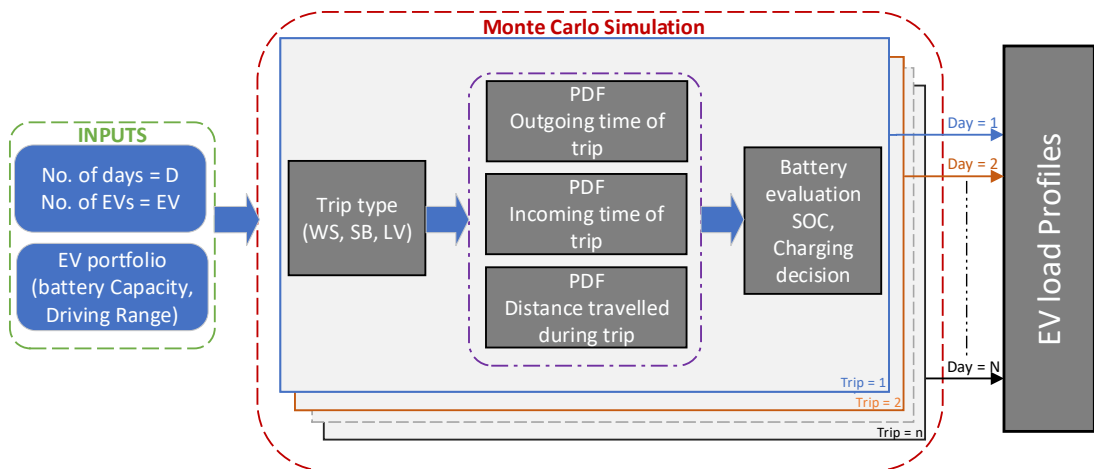 Monte Carlo Simulation
INPUTS
No. of days = D
No. of EVs = EV
EV portfolio
(battery Capacity,
Driving Range)
Trip type
(WS, SB, LV)
PDF
Outgoing time of
trip
PDF
Incoming time of
trip
PDF
Distance travelled
during trip
Battery
evaluation
SOC,
Charging
decision
Trip = 1
Trip = 2
Trip = n
Day = 1
Day = 2
Day = N
EV load Profiles